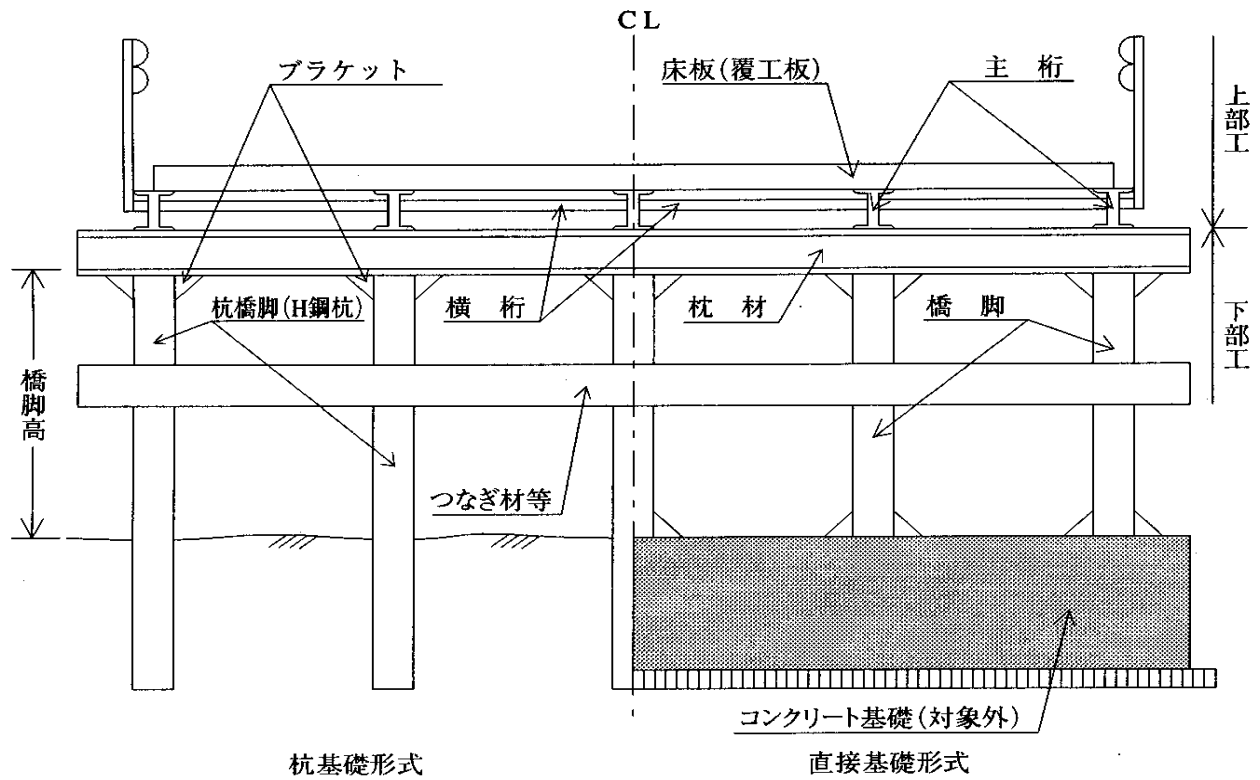 CL
ブラケット
床板(覆工板)
主 桁
上部工
杭橋脚(H鋼杭)
横 桁
枕 材
橋 脚
下部工
橋脚高
つなぎ材等
コンクリート基礎(対象外)
杭基礎形式
直接基礎形式